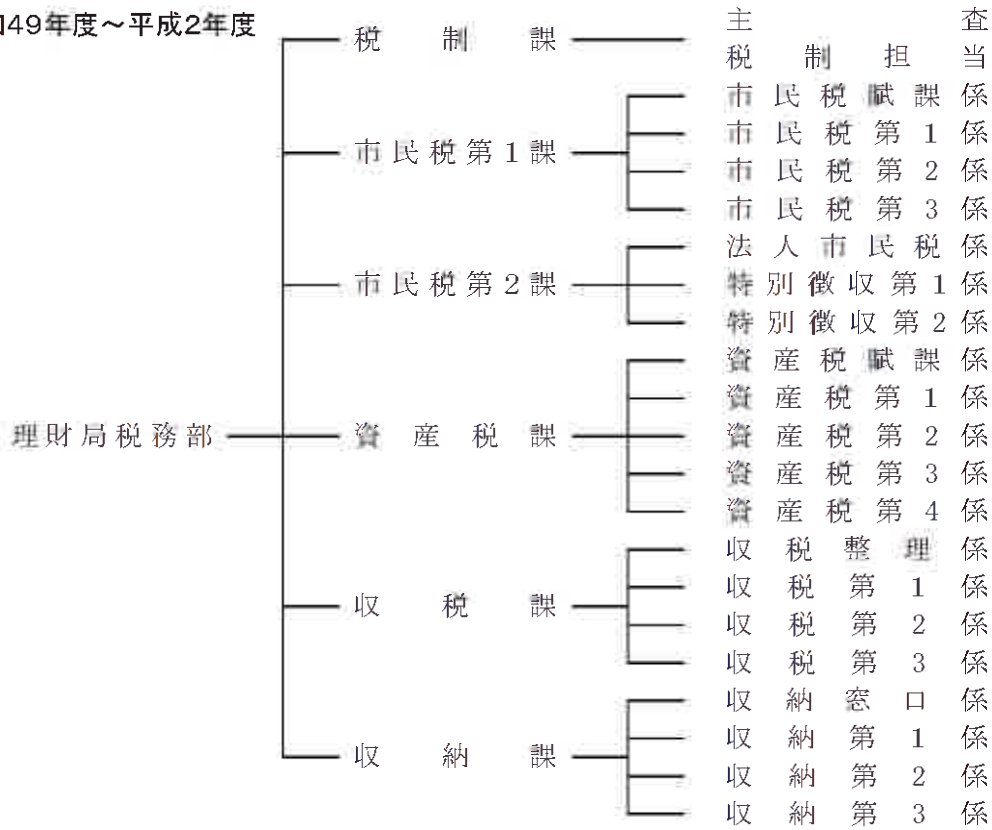 49年度～平成2年度
理財局税務部
税制課
主査
税制担当
市民税第1課
市民税賦課係
市民税第1係
市民税第2係
市民税第3係
市民税第2課
法人市民税係
特別徴収第1係
特別徴収第2係
資産税課
資産税賦課係
資産税第1係
資産税第2係
資産税第3係
資産税第4係
収税課
収税整理係
収税第1係
収税第2係
収税第3係
収納課
収納窓口係
収納第1係
収納第2係
収納第3係